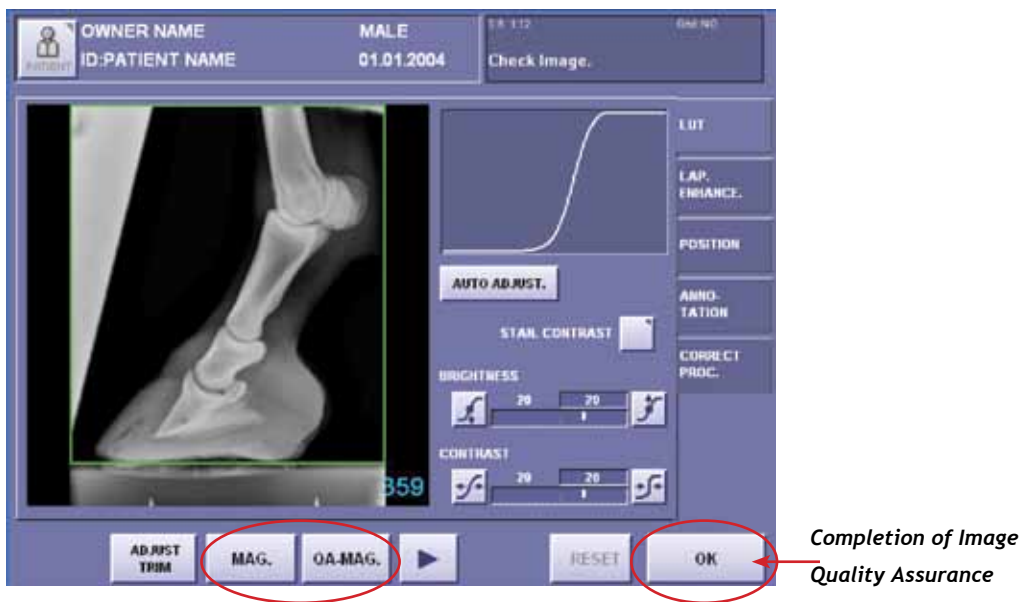 OWNER NAME MALE
ID:PATIENT NAME 01.01.2004
PATIENT
Check Image.
LUT
LAP.
ENHANCE.
POSITION
ANNO-
TATION
CORRECT
PROC.
AUTO ADJUST.
STAN. CONTRAST
BRIGHTNESS
20 20
CONTRAST
20 20
359
ADJUST
TRIM
MAG.
QA-MAG.
RESET
OK
Completion of Image
Quality Assurance